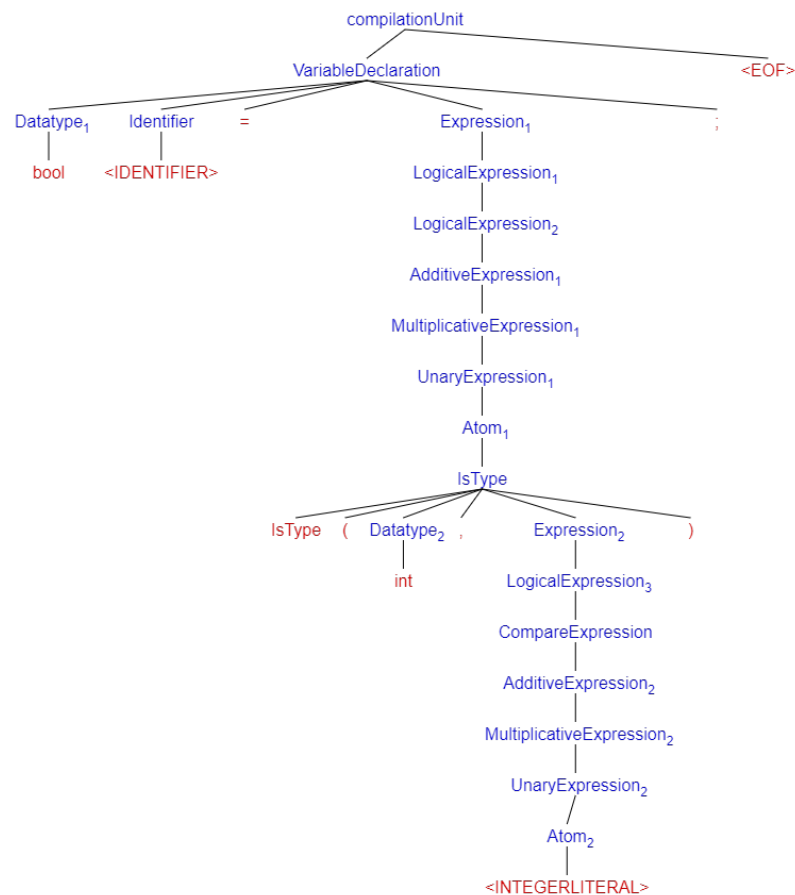 compilationUnit
VariableDeclaration <EOF>
Datatype₁ Identifier = Expression₁ ;
bool <IDENTIFIER> LogicalExpression₁
LogicalExpression₂
AdditiveExpression₁
MultiplicativeExpression₁
UnaryExpression₁
Atom₁
IsType
IsType ( Datatype₂ , Expression₂ )
int LogicalExpression₃
CompareExpression
AdditiveExpression₂
MultiplicativeExpression₂
UnaryExpression₂
Atom₂
<INTEGERLITERAL>